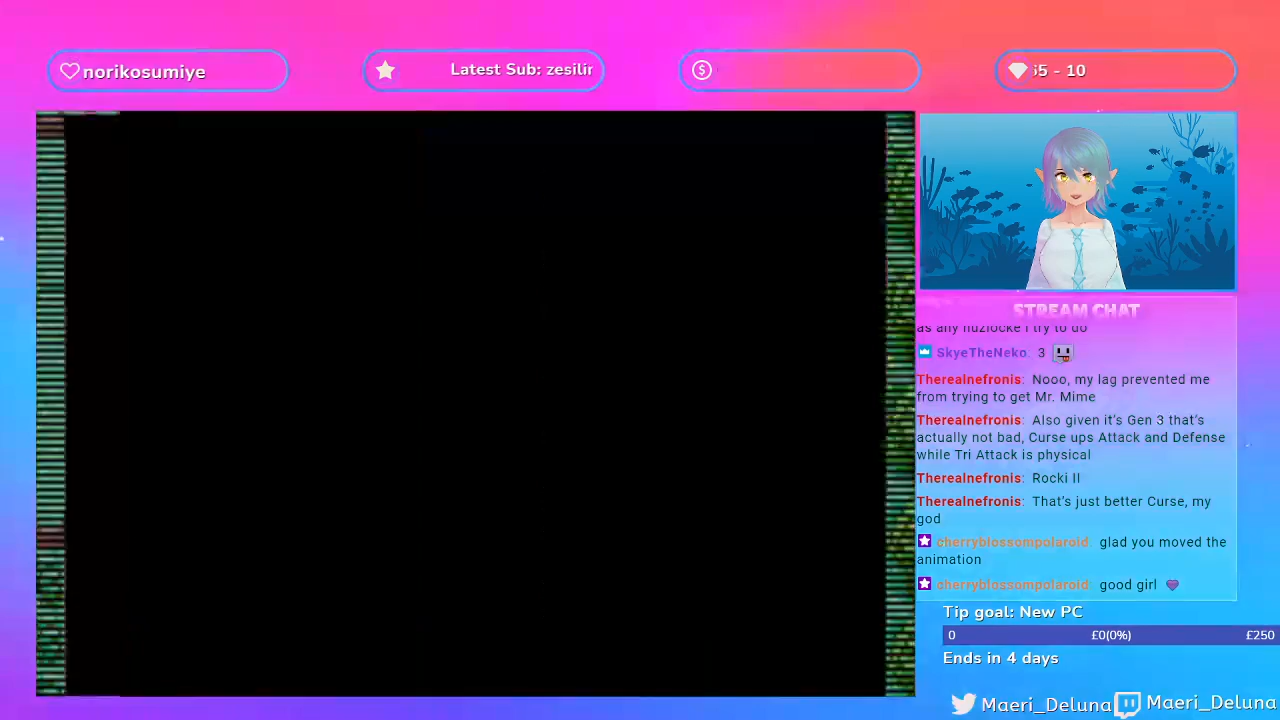 norikosumiye
Latest Sub: zesilir
i5 - 10
STREAM CHAT
as any nuzlocke I try to do
SkyeTheNeko: 3
Therealnefronis: Nooo, my lag prevented me
from trying to get Mr. Mime
Therealnefronis: Also given it's Gen 3 that's
actually not bad, Curse ups Attack and Defense
while Tri Attack is physical
Therealnefronis: Rocki II
Therealnefronis: That's just better Curse, my
god
cherryblossompolaroid: glad you moved the
animation
cherryblossompolaroid: good girl
Tip goal: New PC
0 £0(0%) £250
Ends in 4 days
Maeri_Deluna Maeri_Deluna